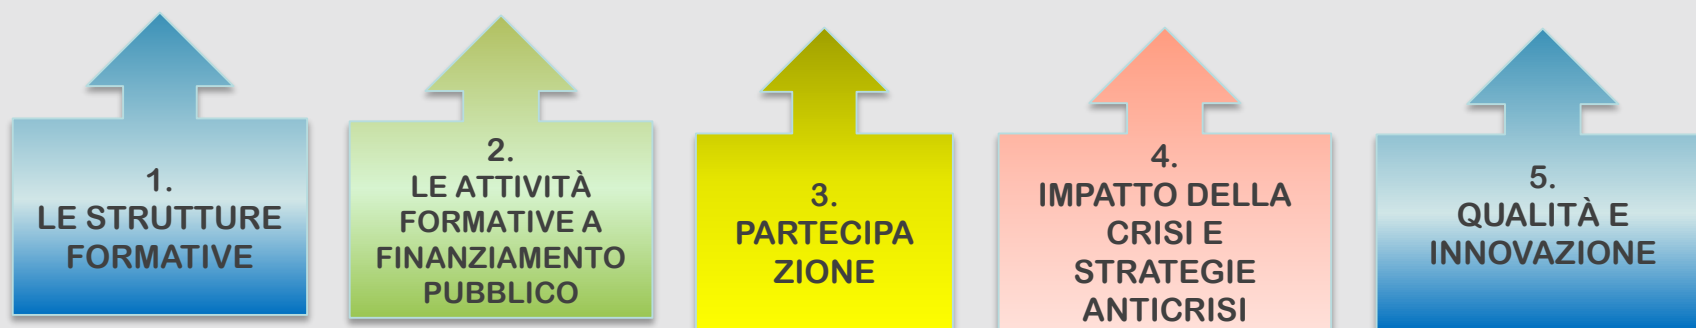 1.
LE STRUTTURE
FORMATIVE
2.
LE ATTIVITÀ
FORMATIVE A
FINANZIAMENTO
PUBBLICO
3.
PARTECIPA
ZIONE
4.
IMPATTO DELLA
CRISI E
STRATEGIE
ANTICRISI
5.
QUALITÀ E
INNOVAZIONE